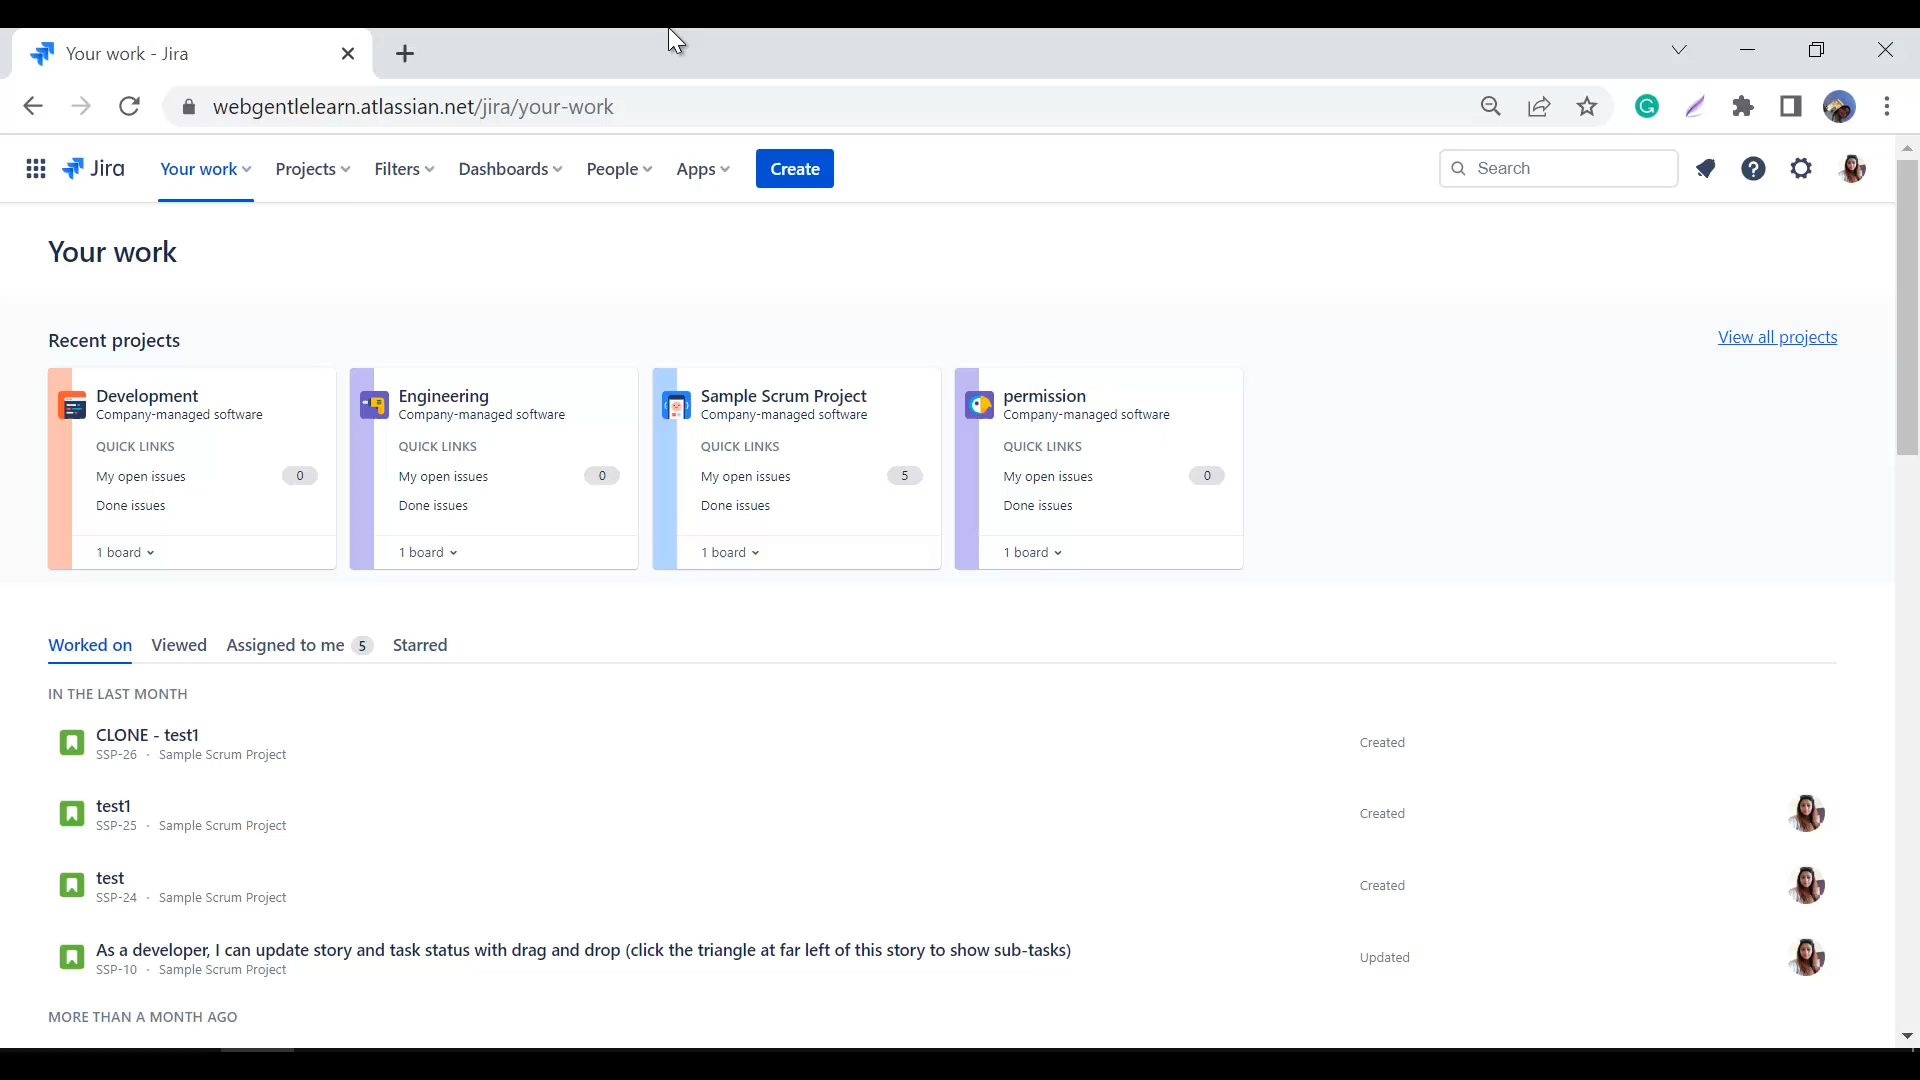 Your work - Jira
webgentlelearn.atlassian.net/jira/your-work
Jira Your work Projects Filters Dashboards People Apps Create Search
Your work
Recent projects View all projects
Development
Company-managed software
QUICK LINKS
My open issues 0
Done issues
1 board
Engineering
Company-managed software
QUICK LINKS
My open issues 0
Done issues
1 board
Sample Scrum Project
Company-managed software
QUICK LINKS
My open issues 5
Done issues
1 board
permission
Company-managed software
QUICK LINKS
My open issues 0
Done issues
1 board
Worked on Viewed Assigned to me 5 Starred
IN THE LAST MONTH
CLONE - test1
SSP-26 · Sample Scrum Project
Created
test1
SSP-25 · Sample Scrum Project
Created
test
SSP-24 · Sample Scrum Project
Created
As a developer, I can update story and task status with drag and drop (click the triangle at far left of this story to show sub-tasks)
SSP-10 · Sample Scrum Project
Updated
MORE THAN A MONTH AGO